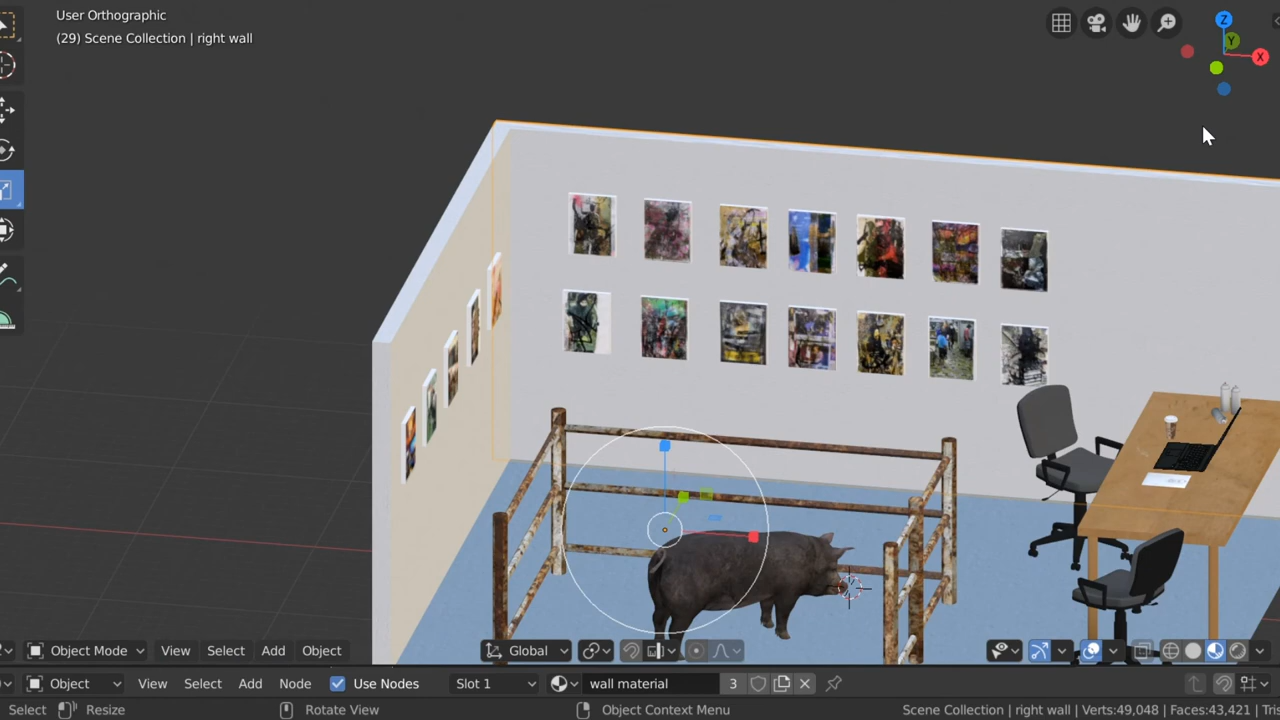 User Orthographic
(29) Scene Collection | right wall
Z
Y
X
Object Mode View Select Add Object Global
Object View Select Add Node Use Nodes Slot 1 wall material 3
Select Resize Rotate View Object Context Menu Scene Collection | right wall | Verts:49,048 | Faces:43,421 | Tris